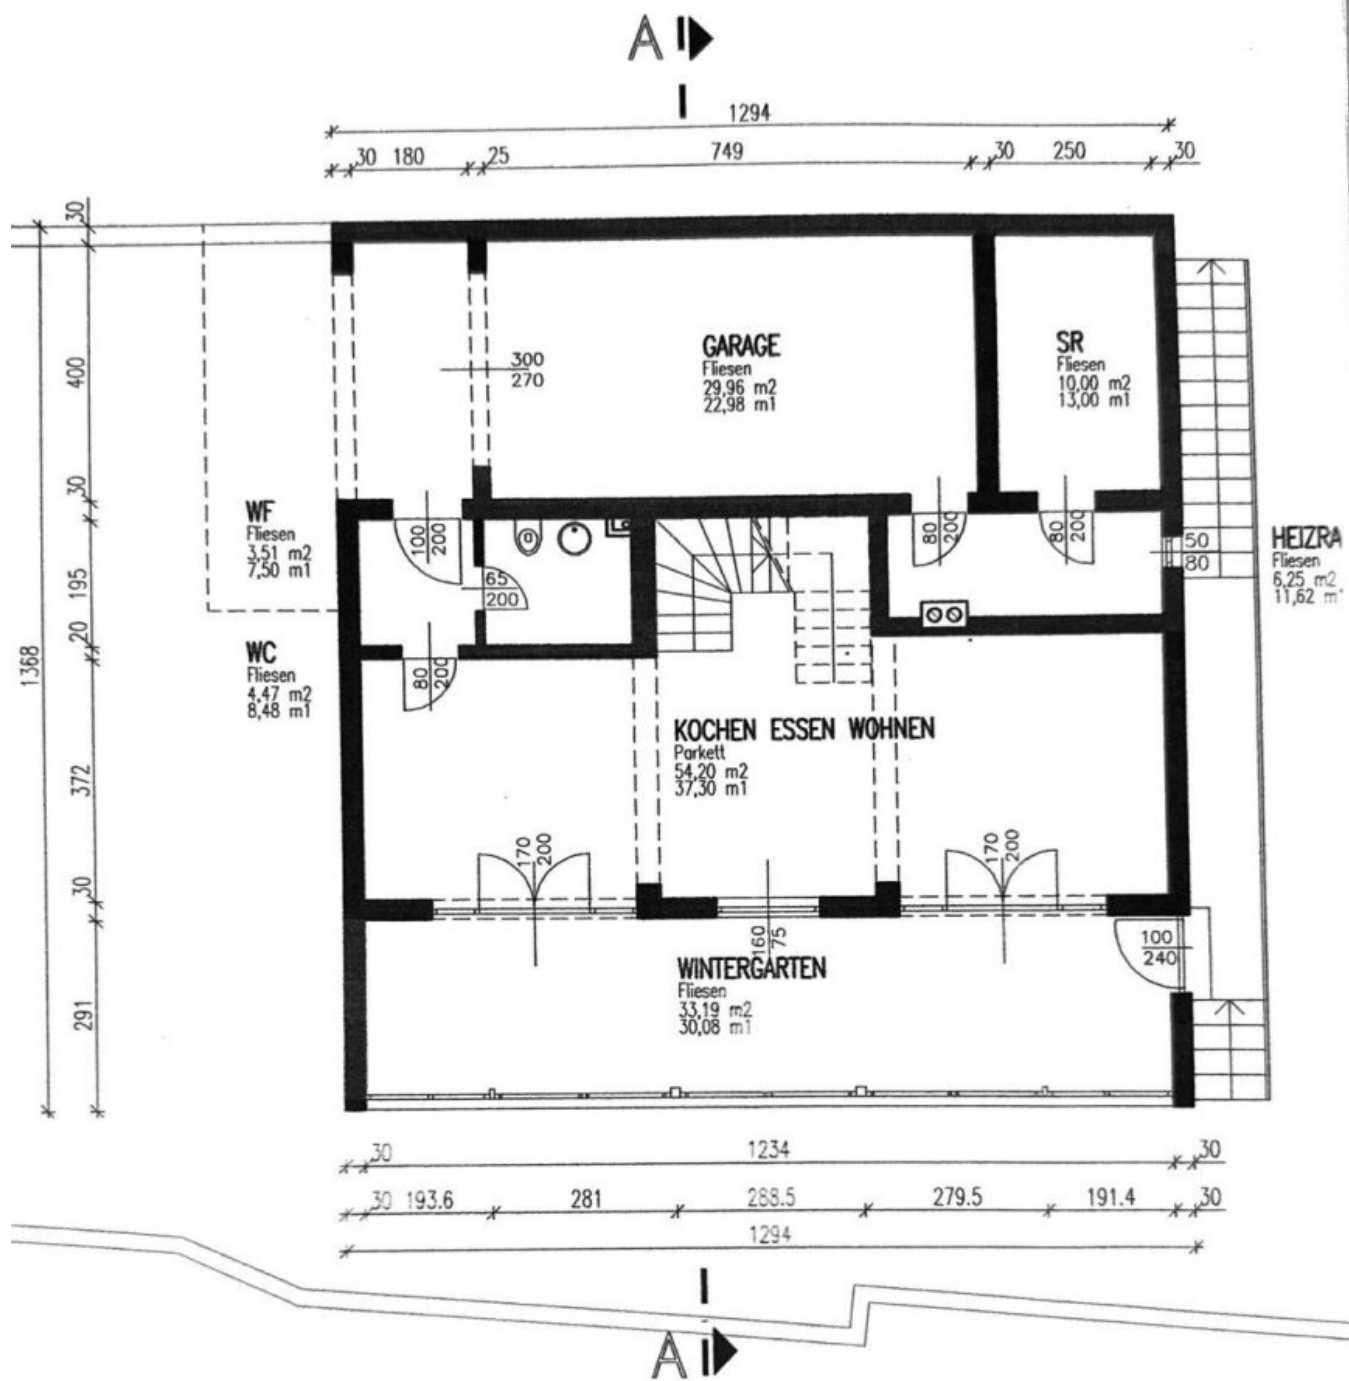 A
1294
30 180 25 749 30 250 30
30
400
30
195
20
372
30
291
1368
300
270
GARAGE
Fliesen
29,96 m2
22,98 m1
SR
Fliesen
10,00 m2
13,00 m1
WF
Fliesen
3,51 m2
7,50 m1
100
200
65
200
80
200
80
200
50
80
HEIZRA
Fliesen
6,25 m2
11,62 m
WC
Fliesen
4,47 m2
8,48 m1
80
200
KOCHEN ESSEN WOHNEN
Parkett
54,20 m2
37,30 m1
170
200
170
200
160
75
100
240
WINTERGARTEN
Fliesen
33,19 m2
30,08 m1
30 1234 30
30 193.6 281 288.5 279.5 191.4 30
1294
A